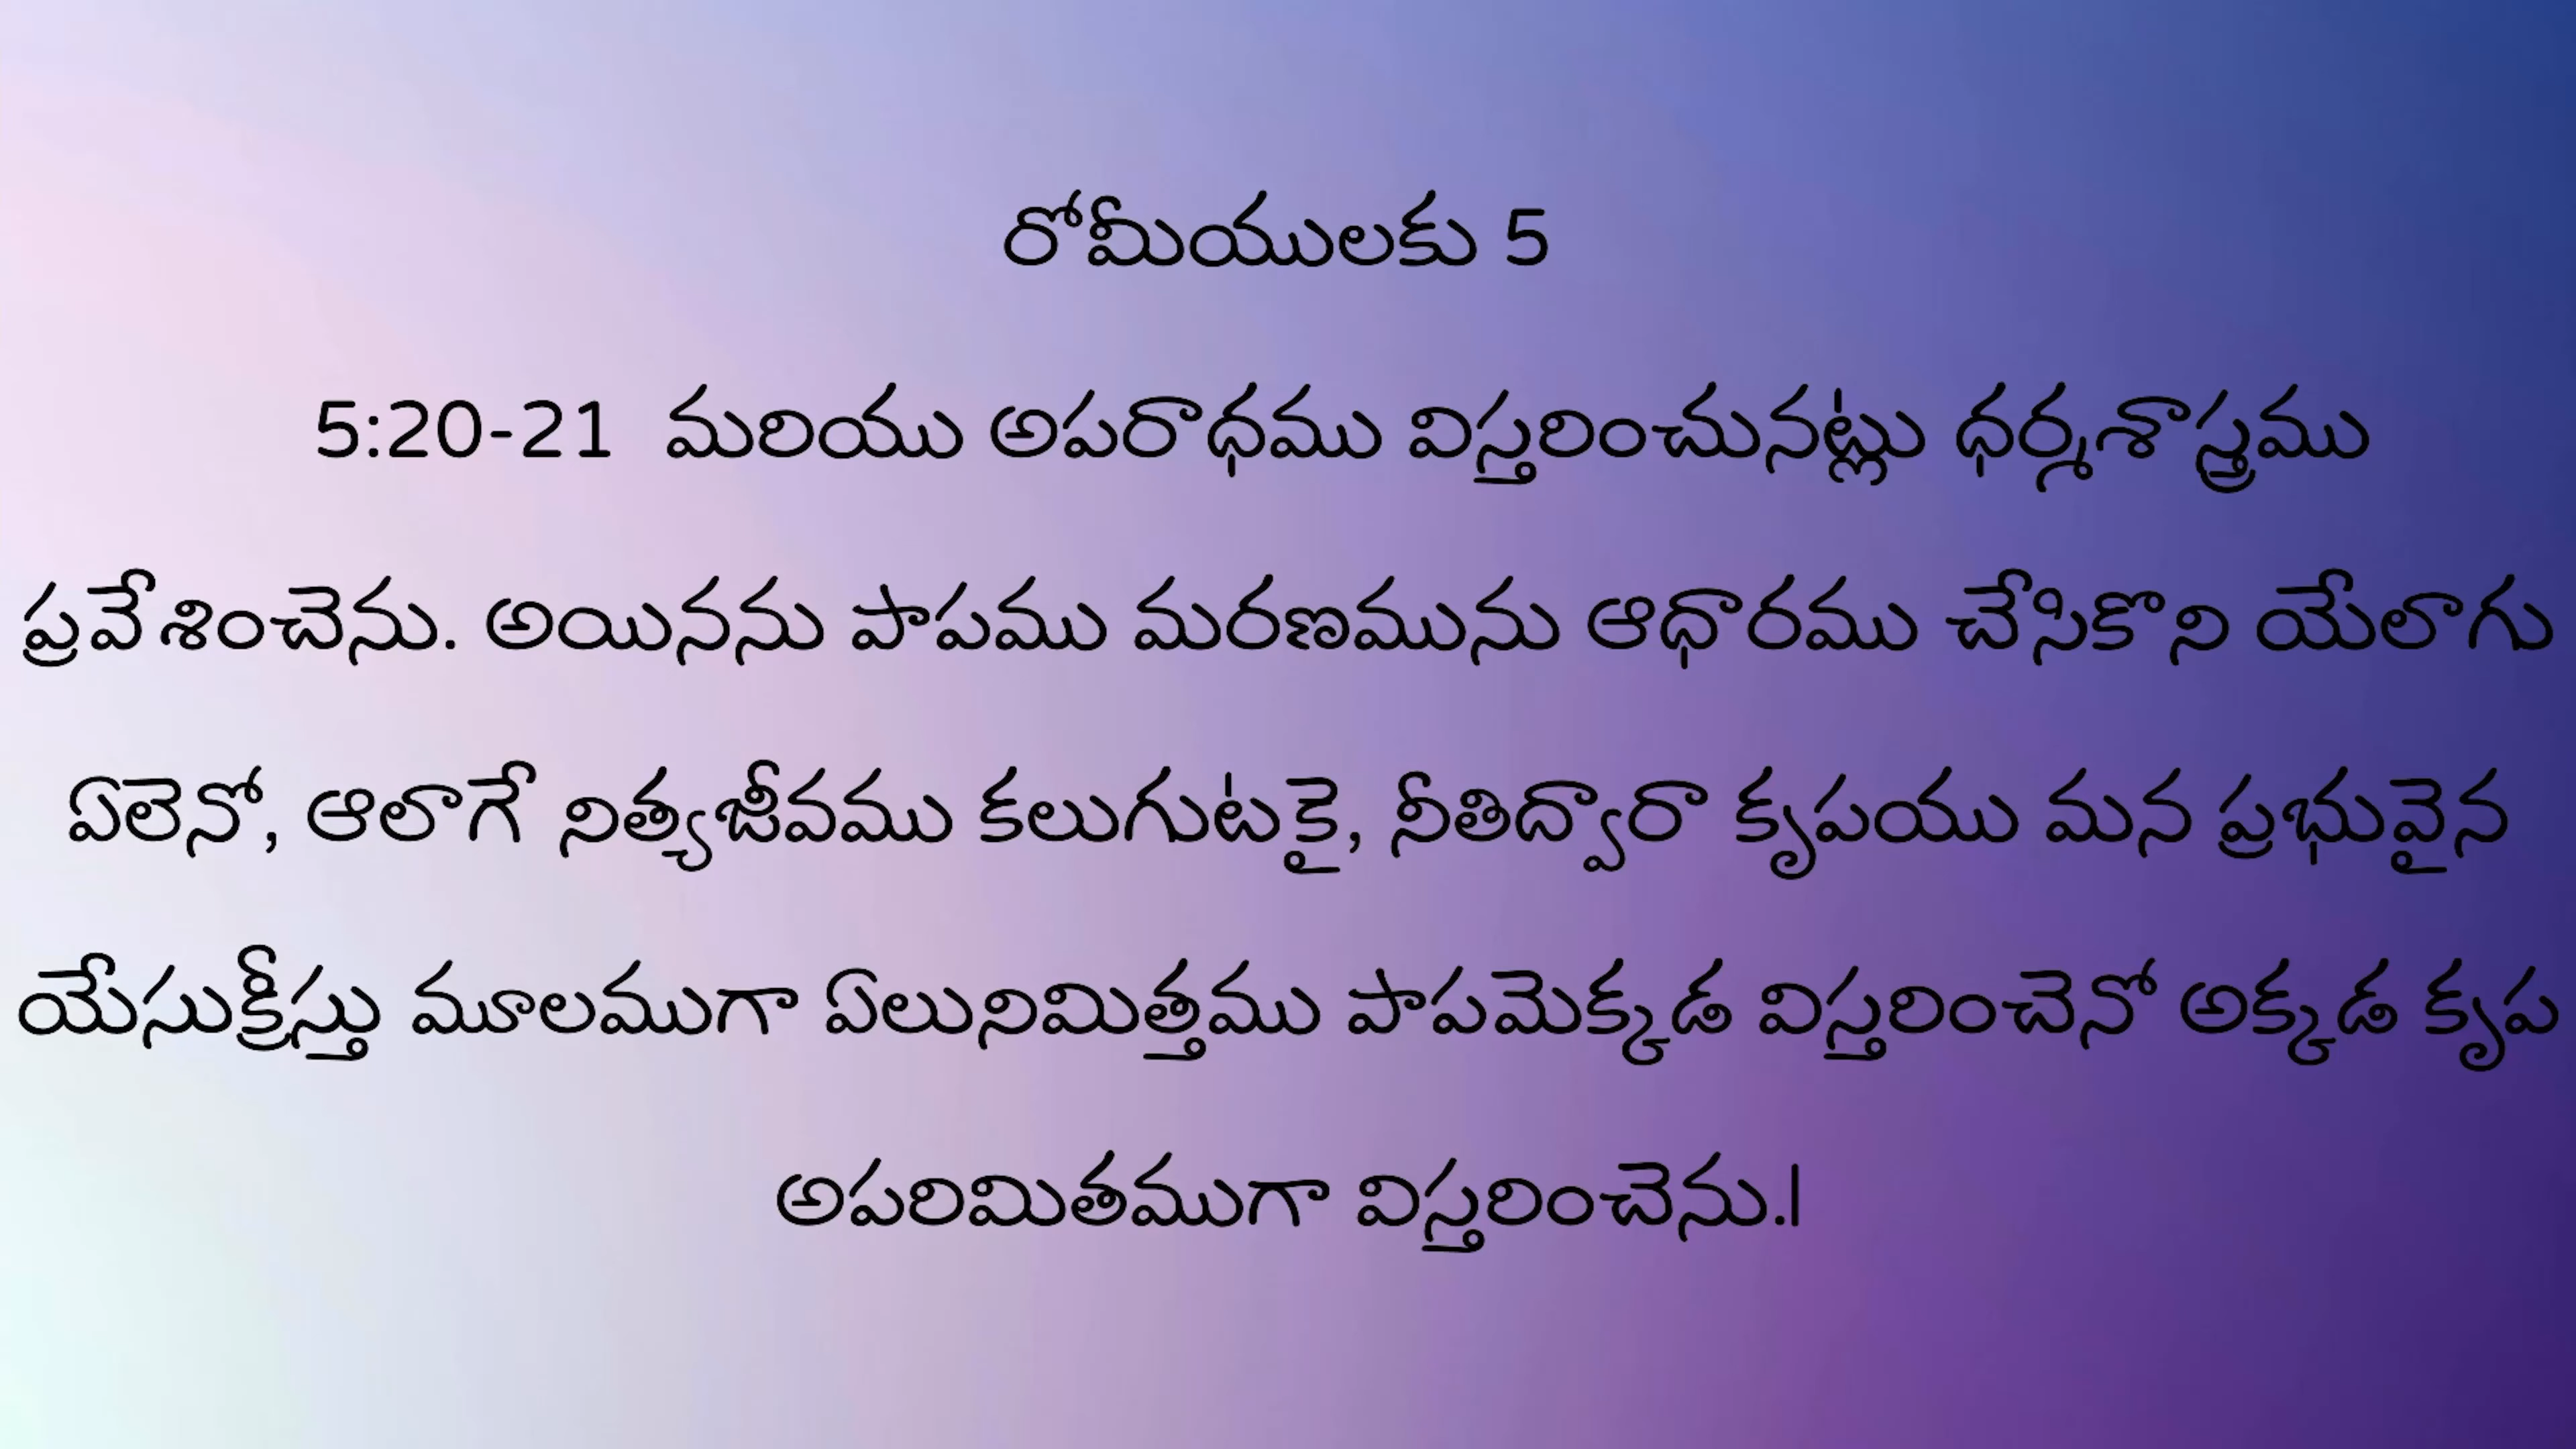 రోమీయులకు 5
5:20-21 మరియు అపరాధము విస్తరించునట్లు ధర్మశాస్త్రము
ప్రవేశించెను. అయినను పాపము మరణమును ఆధారము చేసికొని యేలాగు
ఏలెనో, ఆలాగే నిత్యజీవము కలుగుటకై, నీతిద్వారా కృపయు మన ప్రభువైన
యేసుక్రీస్తు మూలముగా ఏలునిమిత్తము పాపమెక్కడ విస్తరించెనో అక్కడ కృప
అపరిమితముగా విస్తరించెను.|